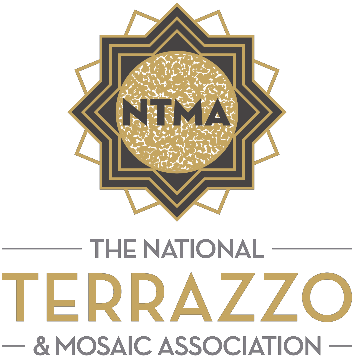 NTMA
THE NATIONAL
TERRAZZO
& MOSAIC ASSOCIATION